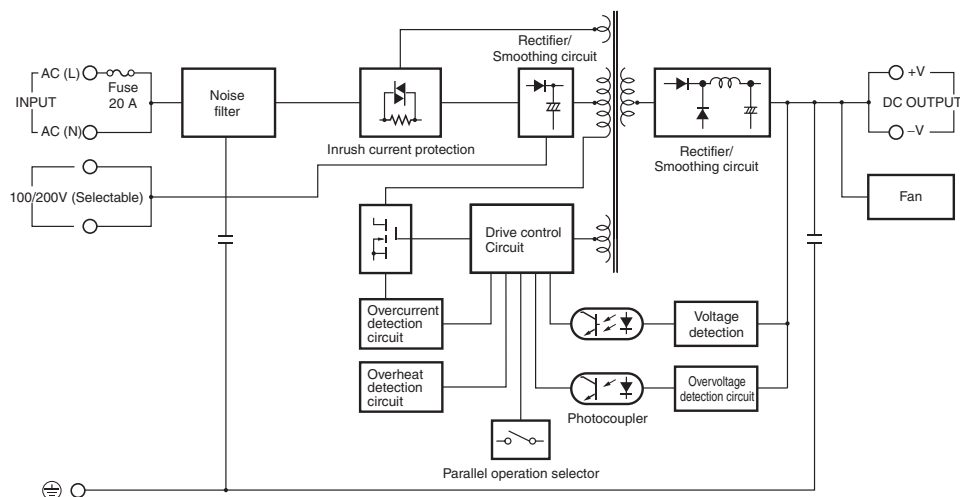 AC (L)
Fuse
20 A
INPUT
AC (N)
Noise
filter
Inrush current protection
Rectifier/
Smoothing circuit
Rectifier/
Smoothing circuit
+V
DC OUTPUT
−V
100/200V (Selectable)
Fan
Drive control
Circuit
Overcurrent
detection
circuit
Voltage
detection
Overheat
detection
circuit
Overvoltage
detection circuit
Photocoupler
Parallel operation selector